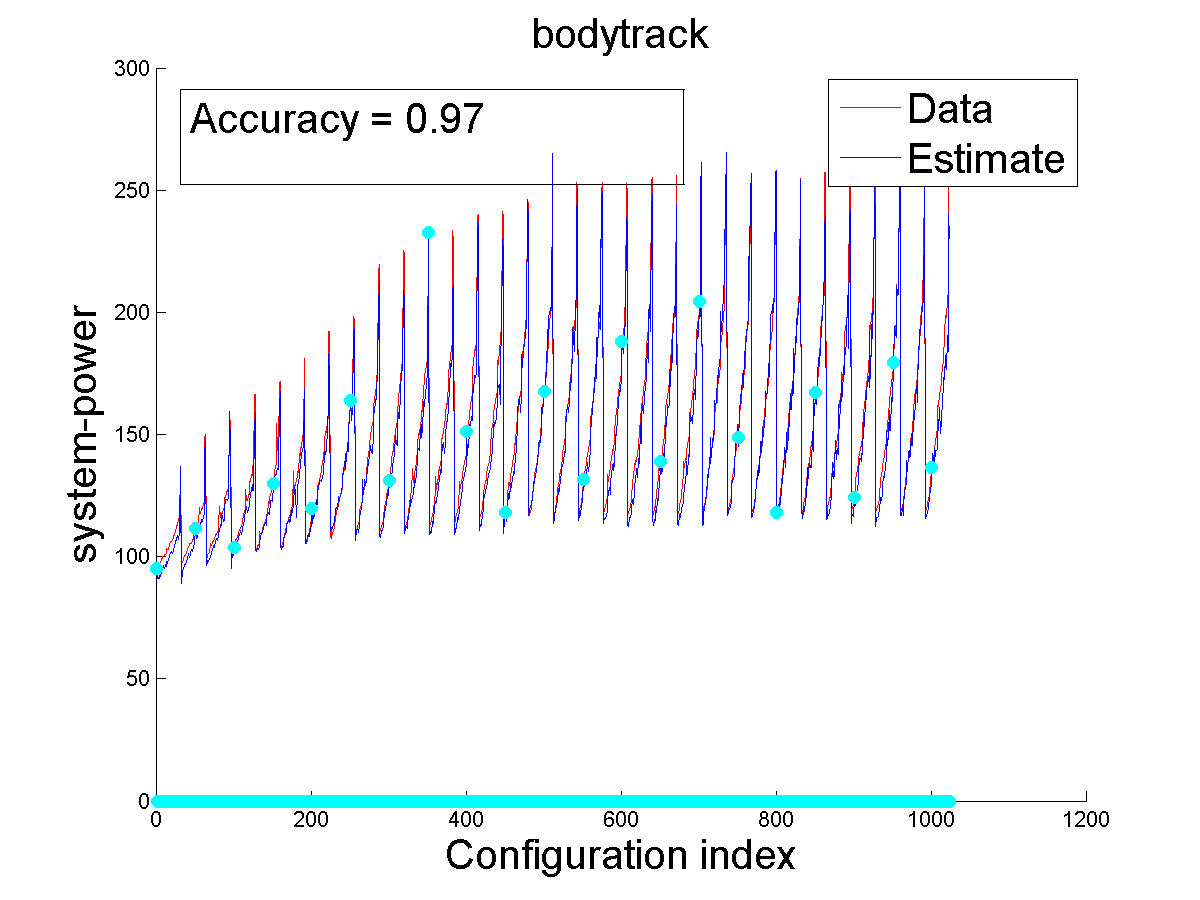 bodytrack
Accuracy = 0.97
Data
Estimate
system-power
300
250
200
150
100
50
0
0 200 400 600 800 1000 1200
Configuration index